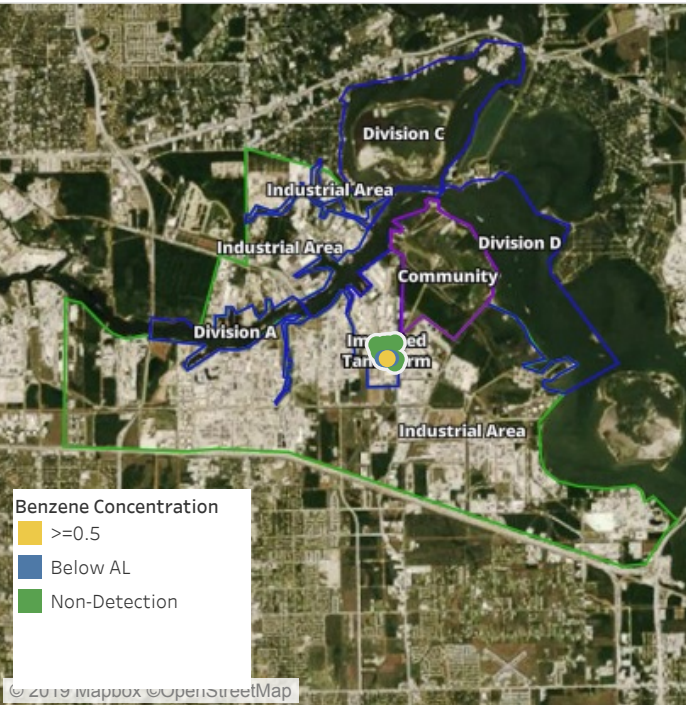 Division C
Industrial Area
Division D
Industrial Area
Community
Division A
Industrial Area
Benzene Concentration
>=0.5
Below AL
Non-Detection
© 2019 Mapbox ©OpenStreetMap